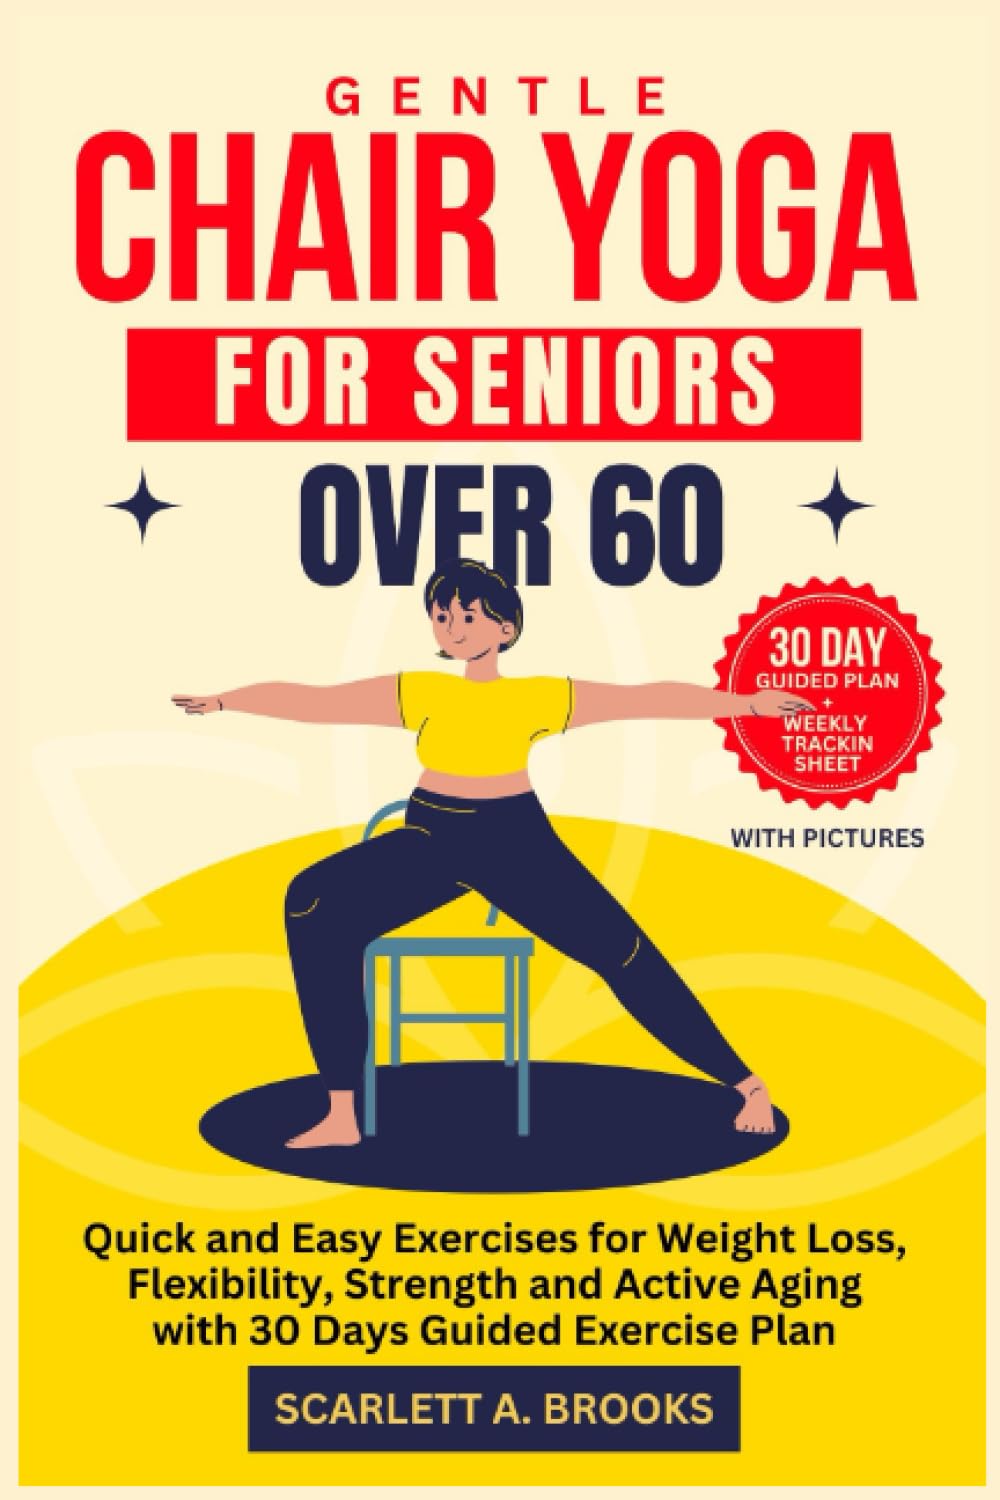 GENTLE
CHAIR YOGA
FOR SENIORS
OVER 60
30 DAY
GUIDED PLAN
+
WEEKLY
TRACKIN
SHEET
WITH PICTURES
Quick and Easy Exercises for Weight Loss,
Flexibility, Strength and Active Aging
with 30 Days Guided Exercise Plan
SCARLETT A. BROOKS